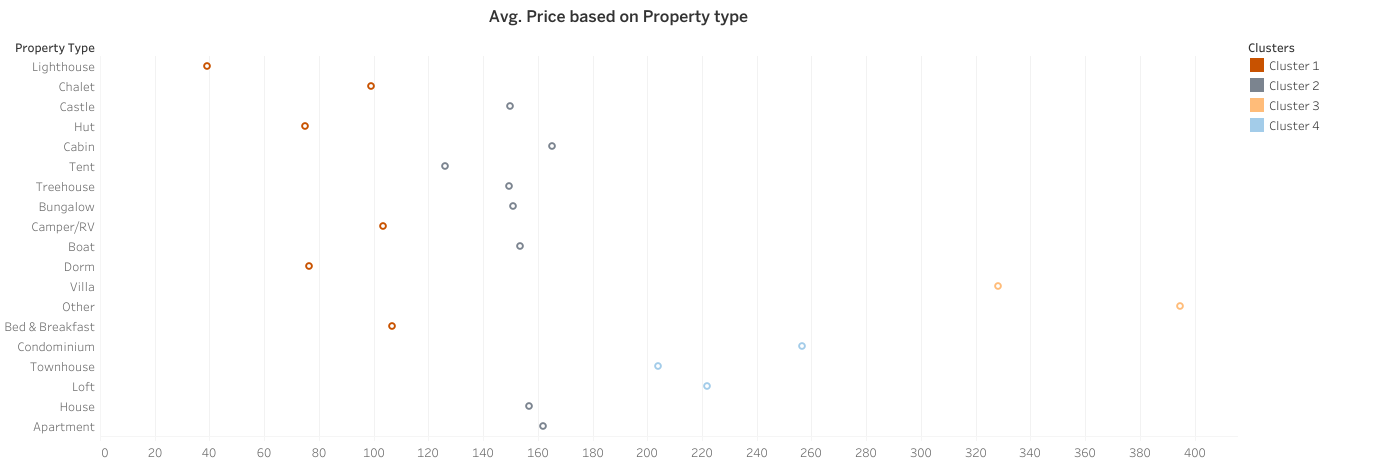 Avg. Price based on Property type
Property Type
Lighthouse
Chalet
Castle
Hut
Cabin
Tent
Treehouse
Bungalow
Camper/RV
Boat
Dorm
Villa
Other
Bed & Breakfast
Condominium
Townhouse
Loft
House
Apartment
0 20 40 60 80 100 120 140 160 180 200 220 240 260 280 300 320 340 360 380 400
Clusters
Cluster 1
Cluster 2
Cluster 3
Cluster 4